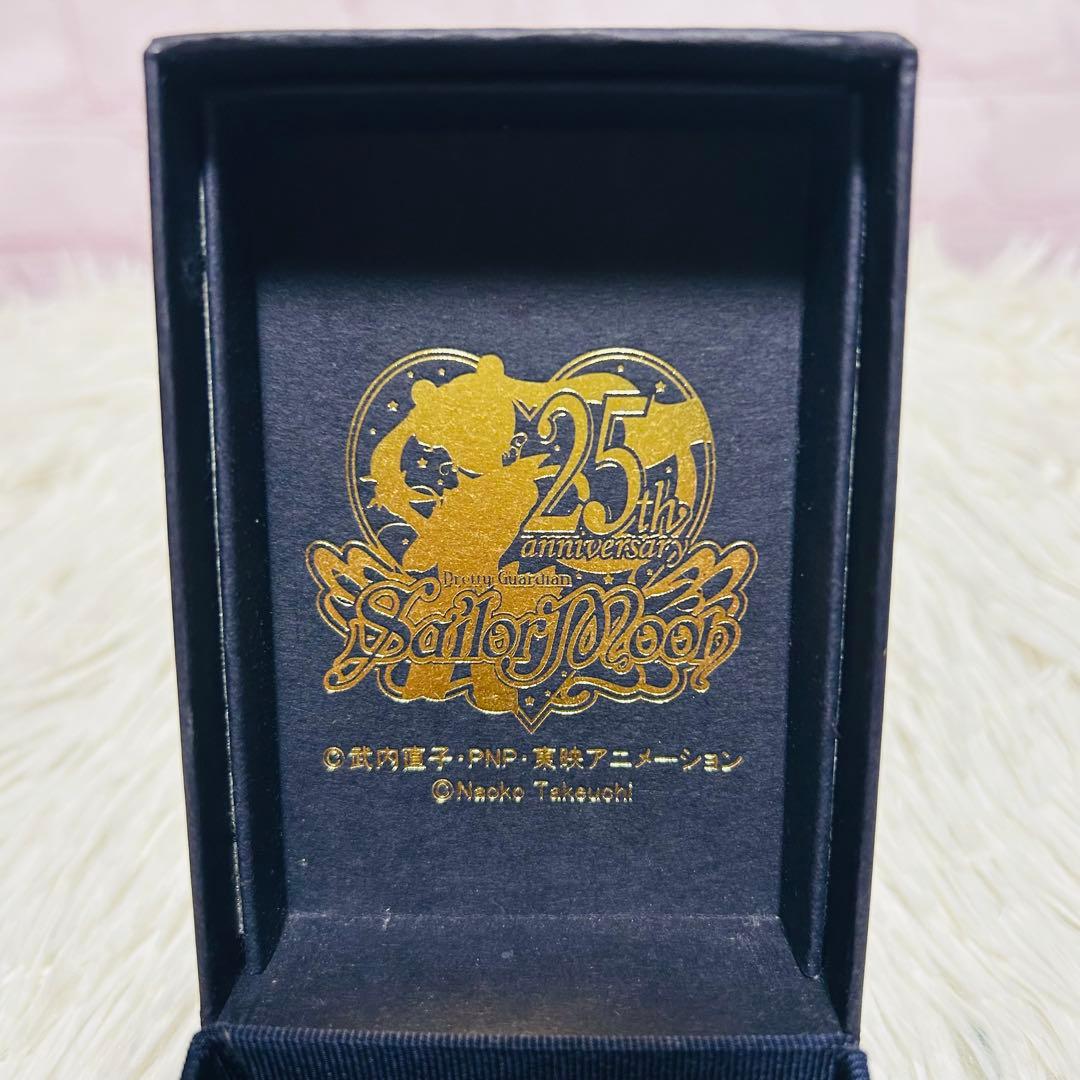 25th
anniversary
Pretty Guardian
Sailor Moon
©武内直子・PNP・東映アニメーション
©Naoko Takeuchi